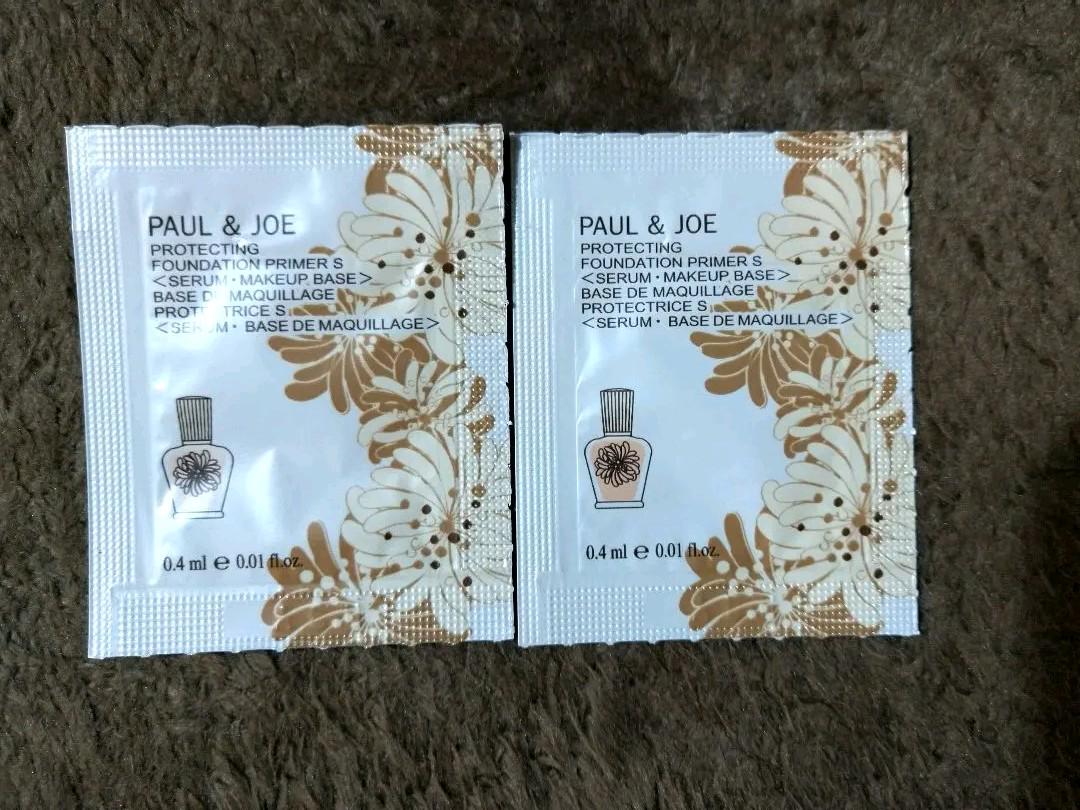 PAUL & JOE
PROTECTING
FOUNDATION PRIMER S
<SERUM・MAKEUP BASE>
BASE DE MAQUILLAGE
PROTECTRICE S
<SERUM・ BASE DE MAQUILLAGE>
0.4 ml ℮ 0.01 fl.oz.
PAUL & JOE
PROTECTING
FOUNDATION PRIMER S
<SERUM・MAKEUP BASE>
BASE DE MAQUILLAGE
PROTECTRICE S
<SERUM・ BASE DE MAQUILLAGE>
0.4 ml ℮ 0.01 fl.oz.